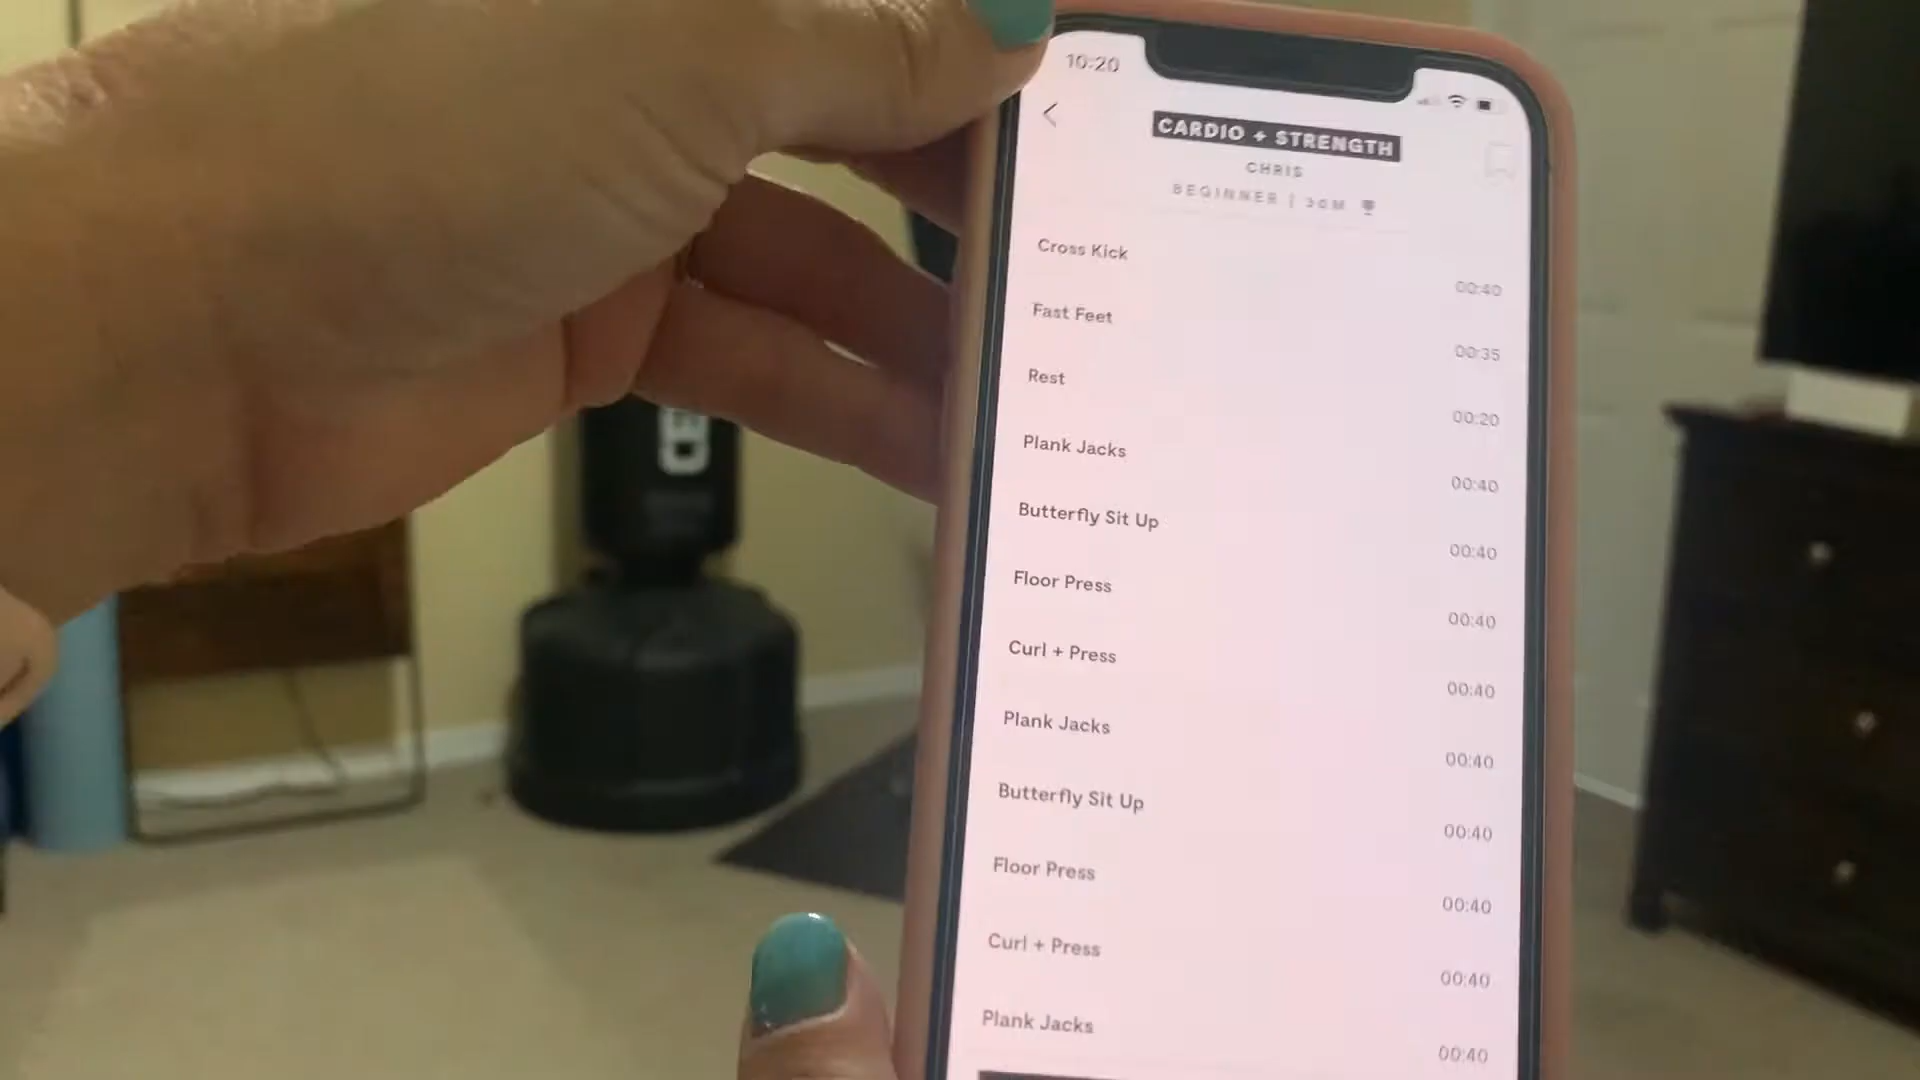 10:20
CARDIO + STRENGTH
CHRIS
BEGINNER | 30M
Cross Kick
00:40
Fast Feet
00:35
Rest
00:20
Plank Jacks
00:40
Butterfly Sit Up
00:40
Floor Press
00:40
Curl + Press
00:40
Plank Jacks
00:40
Butterfly Sit Up
00:40
Floor Press
00:40
Curl + Press
00:40
Plank Jacks
00:40